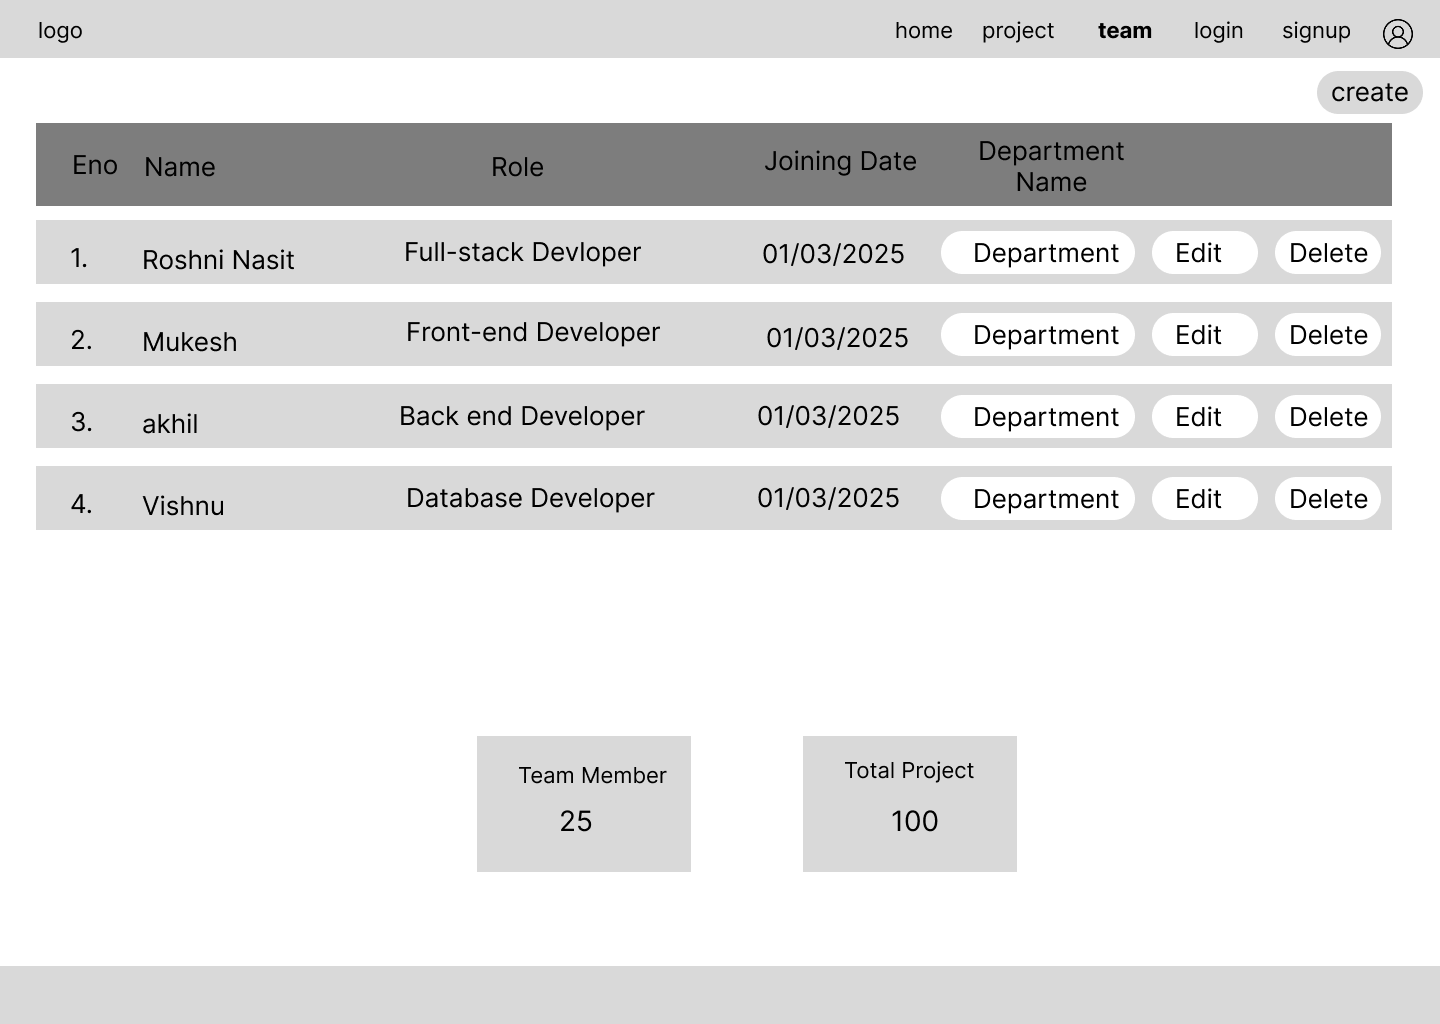 logo home project team login signup
create
Eno Name Role Joining Date Department Name
1. Roshni Nasit Full-stack Devloper 01/03/2025 Department Edit Delete
2. Mukesh Front-end Developer 01/03/2025 Department Edit Delete
3. akhil Back end Developer 01/03/2025 Department Edit Delete
4. Vishnu Database Developer 01/03/2025 Department Edit Delete
Team Member Total Project
25 100